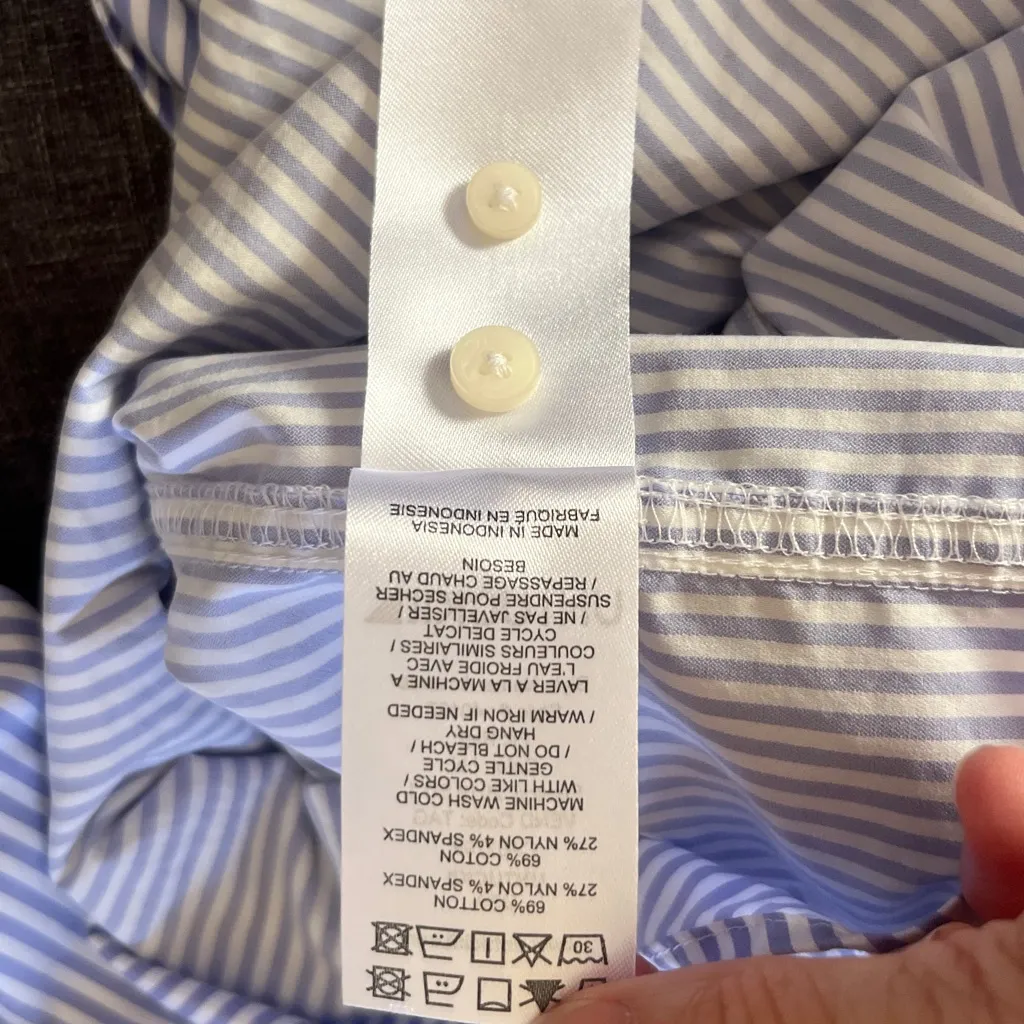 30
69% COTTON
27% NYLON 4% SPANDEX
69% COTON
27% NYLON 4% SPANDEX
MACHINE WASH COLD
WITH LIKE COLORS /
GENTLE CYCLE
/ DO NOT BLEACH /
HANG DRY
/ WARM IRON IF NEEDED
LAVER A LA MACHINE A
L'EAU FROIDE AVEC
COULEURS SIMILAIRES /
CYCLE DELICAT
/ NE PAS JAVELLISER /
SUSPENDRE POUR SECHER
/ REPASSAGE CHAUD AU
BESOIN
MADE IN INDONESIA
FABRIQUÉ EN INDONESIE